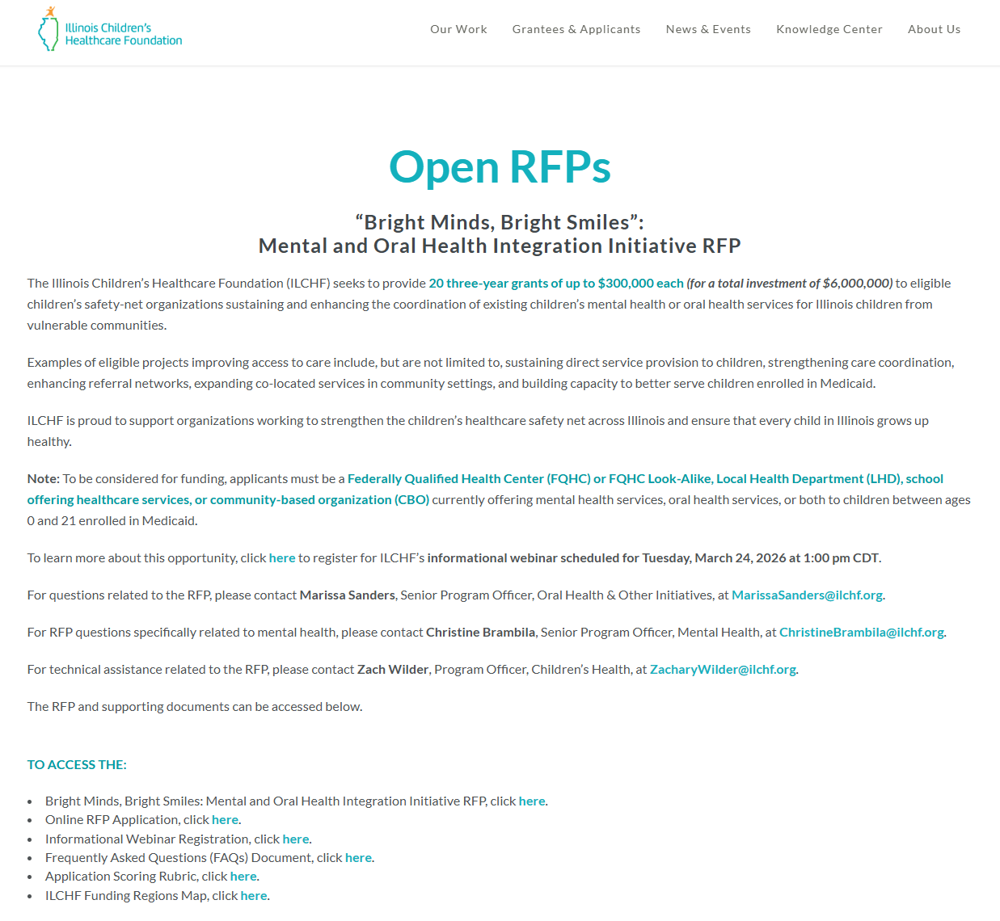 Illinois Children's
Healthcare Foundation
Our Work
Grantees & Applicants
News & Events
Knowledge Center
About Us
Open RFPs
“Bright Minds, Bright Smiles”:
Mental and Oral Health Integration Initiative RFP
The Illinois Children’s Healthcare Foundation (ILCHF) seeks to provide 20 three-year grants of up to $300,000 each (for a total investment of $6,000,000) to eligible
children’s safety-net organizations sustaining and enhancing the coordination of existing children’s mental health or oral health services for Illinois children from
vulnerable communities.
Examples of eligible projects improving access to care include, but are not limited to, sustaining direct service provision to children, strengthening care coordination,
enhancing referral networks, expanding co-located services in community settings, and building capacity to better serve children enrolled in Medicaid.
ILCHF is proud to support organizations working to strengthen the children’s healthcare safety net across Illinois and ensure that every child in Illinois grows up
healthy.
Note: To be considered for funding, applicants must be a Federally Qualified Health Center (FQHC) or FQHC Look-Alike, Local Health Department (LHD), school
offering healthcare services, or community-based organization (CBO) currently offering mental health services, oral health services, or both to children between ages
0 and 21 enrolled in Medicaid.
To learn more about this opportunity, click here to register for ILCHF’s informational webinar scheduled for Tuesday, March 24, 2026 at 1:00 pm CDT.
For questions related to the RFP, please contact Marissa Sanders, Senior Program Officer, Oral Health & Other Initiatives, at MarissaSanders@ilchf.org.
For RFP questions specifically related to mental health, please contact Christine Brambila, Senior Program Officer, Mental Health, at ChristineBrambila@ilchf.org.
For technical assistance related to the RFP, please contact Zach Wilder, Program Officer, Children’s Health, at ZacharyWilder@ilchf.org.
The RFP and supporting documents can be accessed below.
TO ACCESS THE:
• Bright Minds, Bright Smiles: Mental and Oral Health Integration Initiative RFP, click here.
• Online RFP Application, click here.
• Informational Webinar Registration, click here.
• Frequently Asked Questions (FAQs) Document, click here.
• Application Scoring Rubric, click here.
• ILCHF Funding Regions Map, click here.